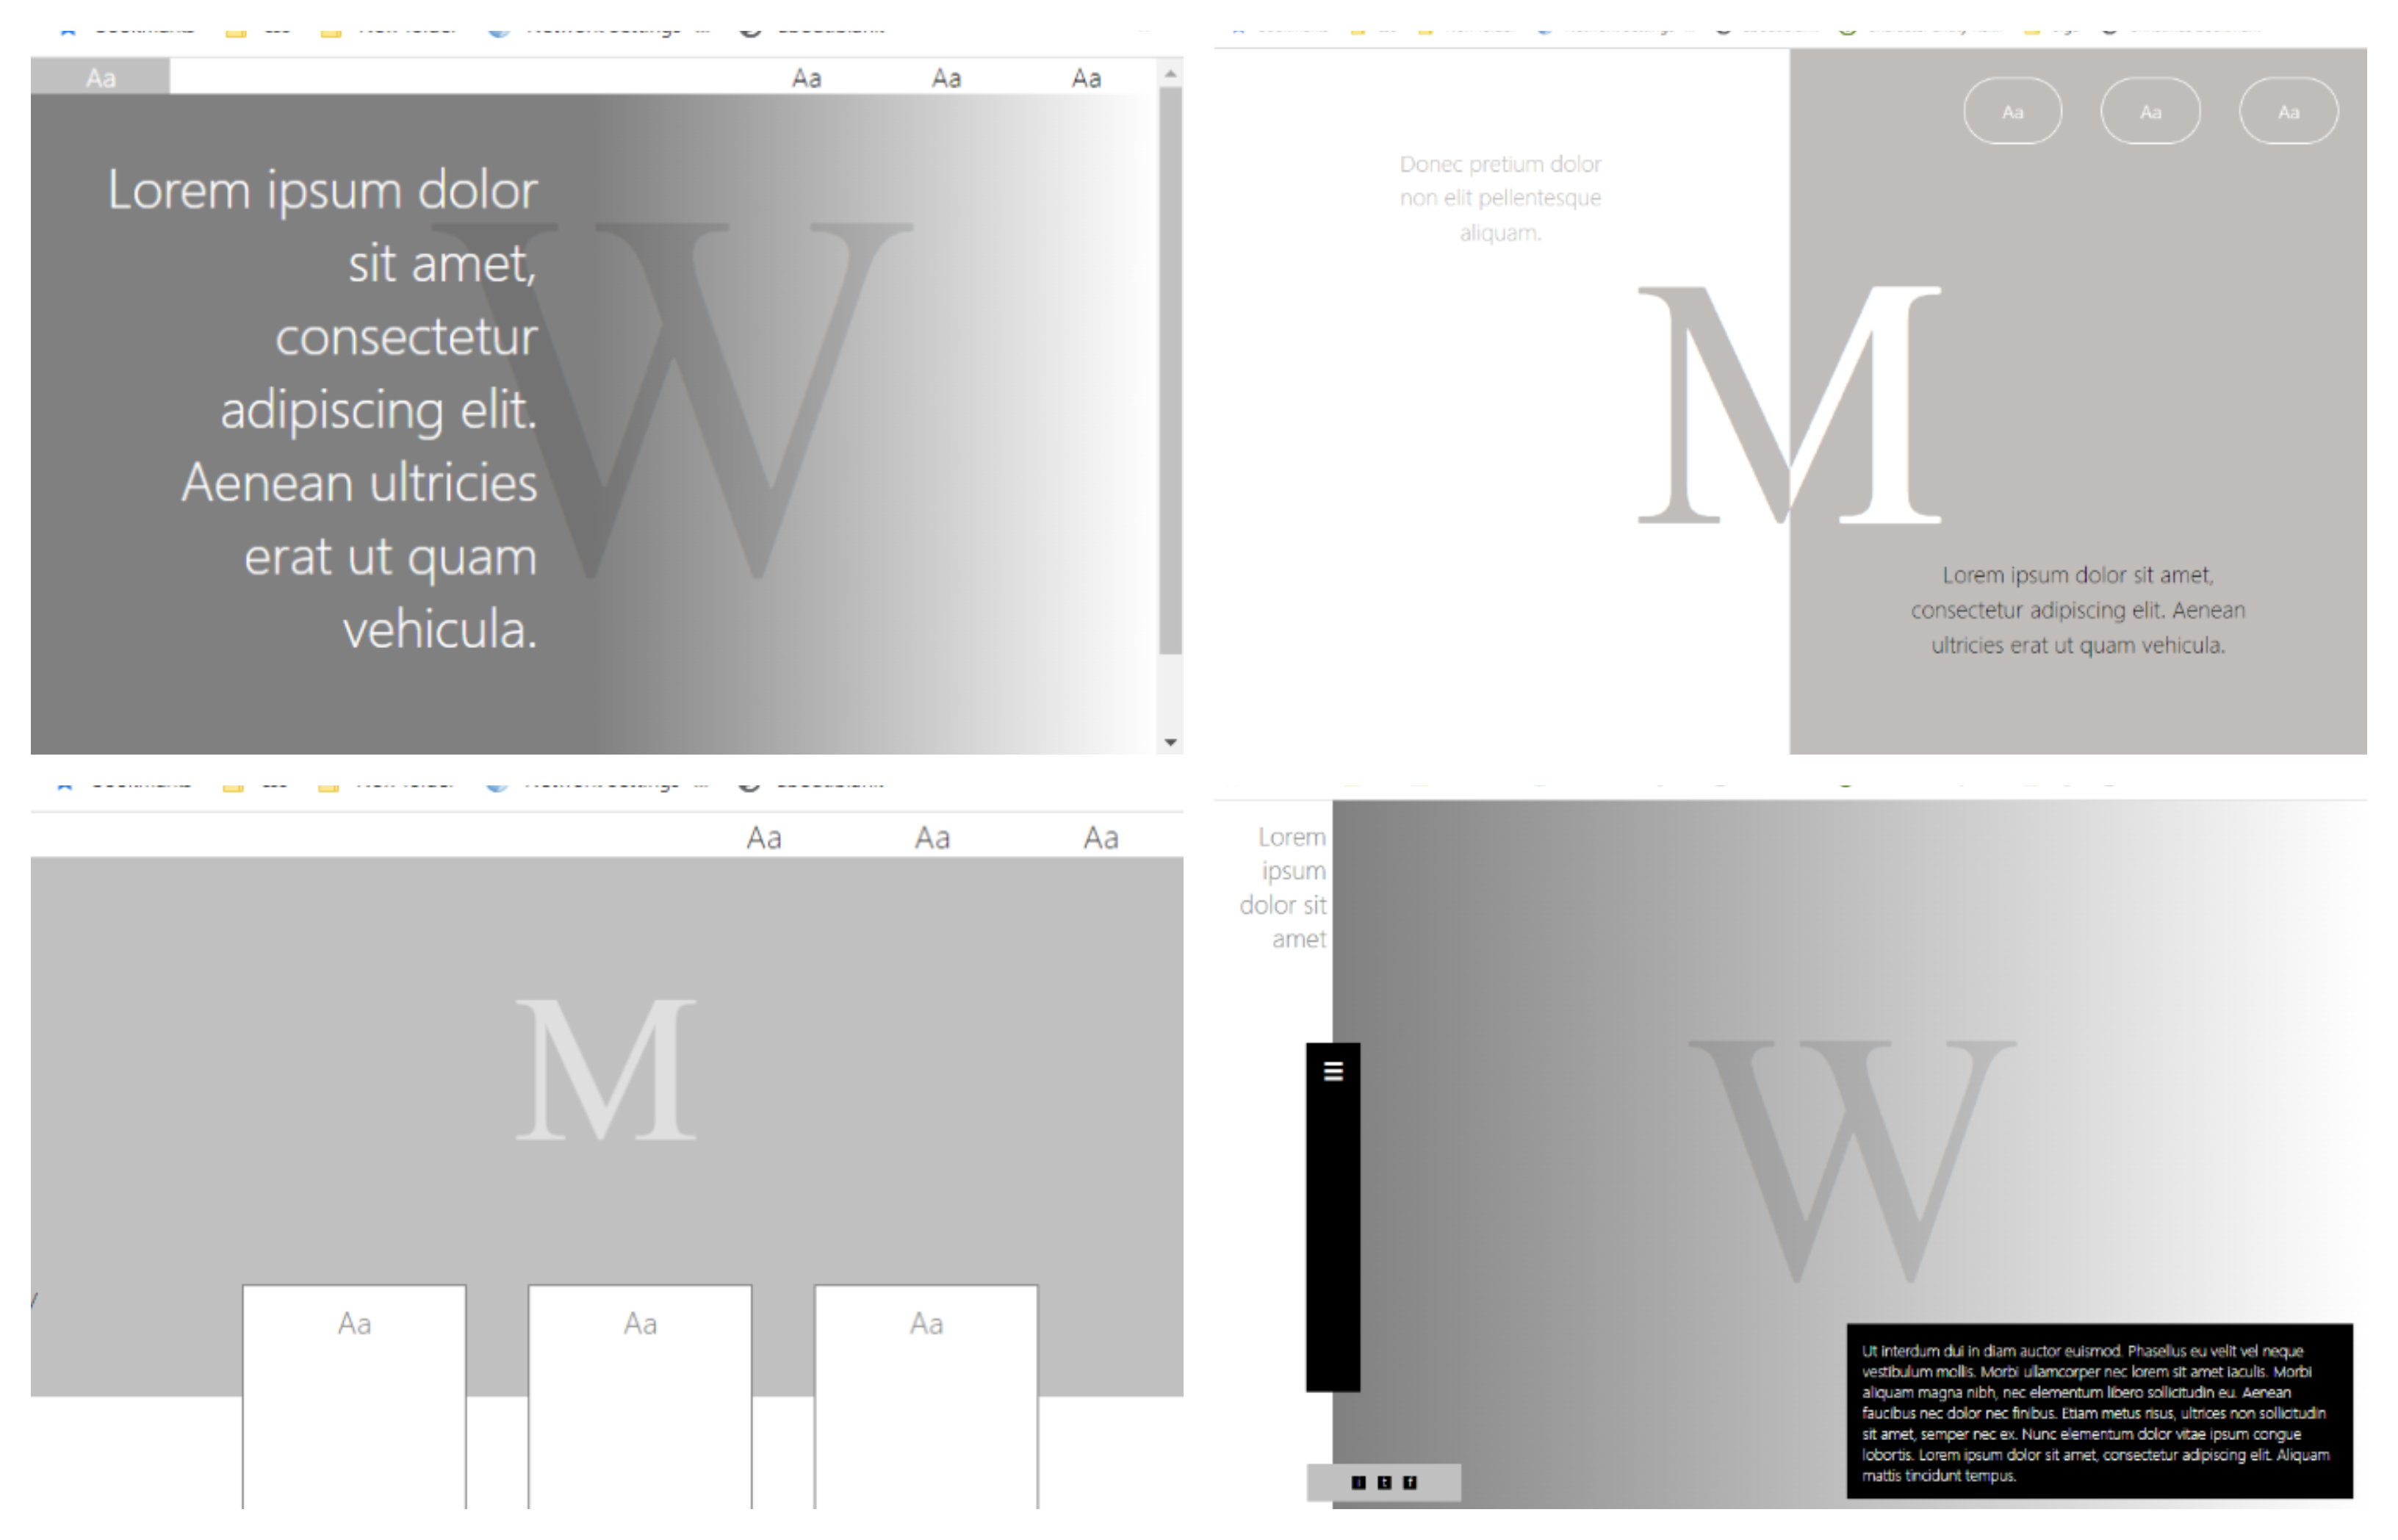 Aa
Aa Aa Aa
Lorem ipsum dolor
sit amet,
consectetur
adipiscing elit.
Aenean ultricies
erat ut quam
vehicula.
W
Aa Aa Aa
Donec pretium dolor
non elit pellentesque
aliquam.
M
Lorem ipsum dolor sit amet,
consectetur adipiscing elit. Aenean
ultricies erat ut quam vehicula.
Aa Aa Aa
M
Aa Aa Aa
Lorem
ipsum
dolor sit
amet
W
Ut interdum dui in diam auctor euismod. Phasellus eu velit vel neque
vestibulum mollis. Morbi ullamcorper nec lorem sit amet iaculis. Morbi
aliquam magna nibh, nec elementum libero sollicitudin eu. Aenean
faucibus nec dolor nec finibus. Etiam metus risus, ultrices non sollicitudin
sit amet, semper nec ex. Nunc elementum dolor vitae ipsum congue
lobortis. Lorem ipsum dolor sit amet, consectetur adipiscing elit. Aliquam
mattis tincidunt tempus.
i t f